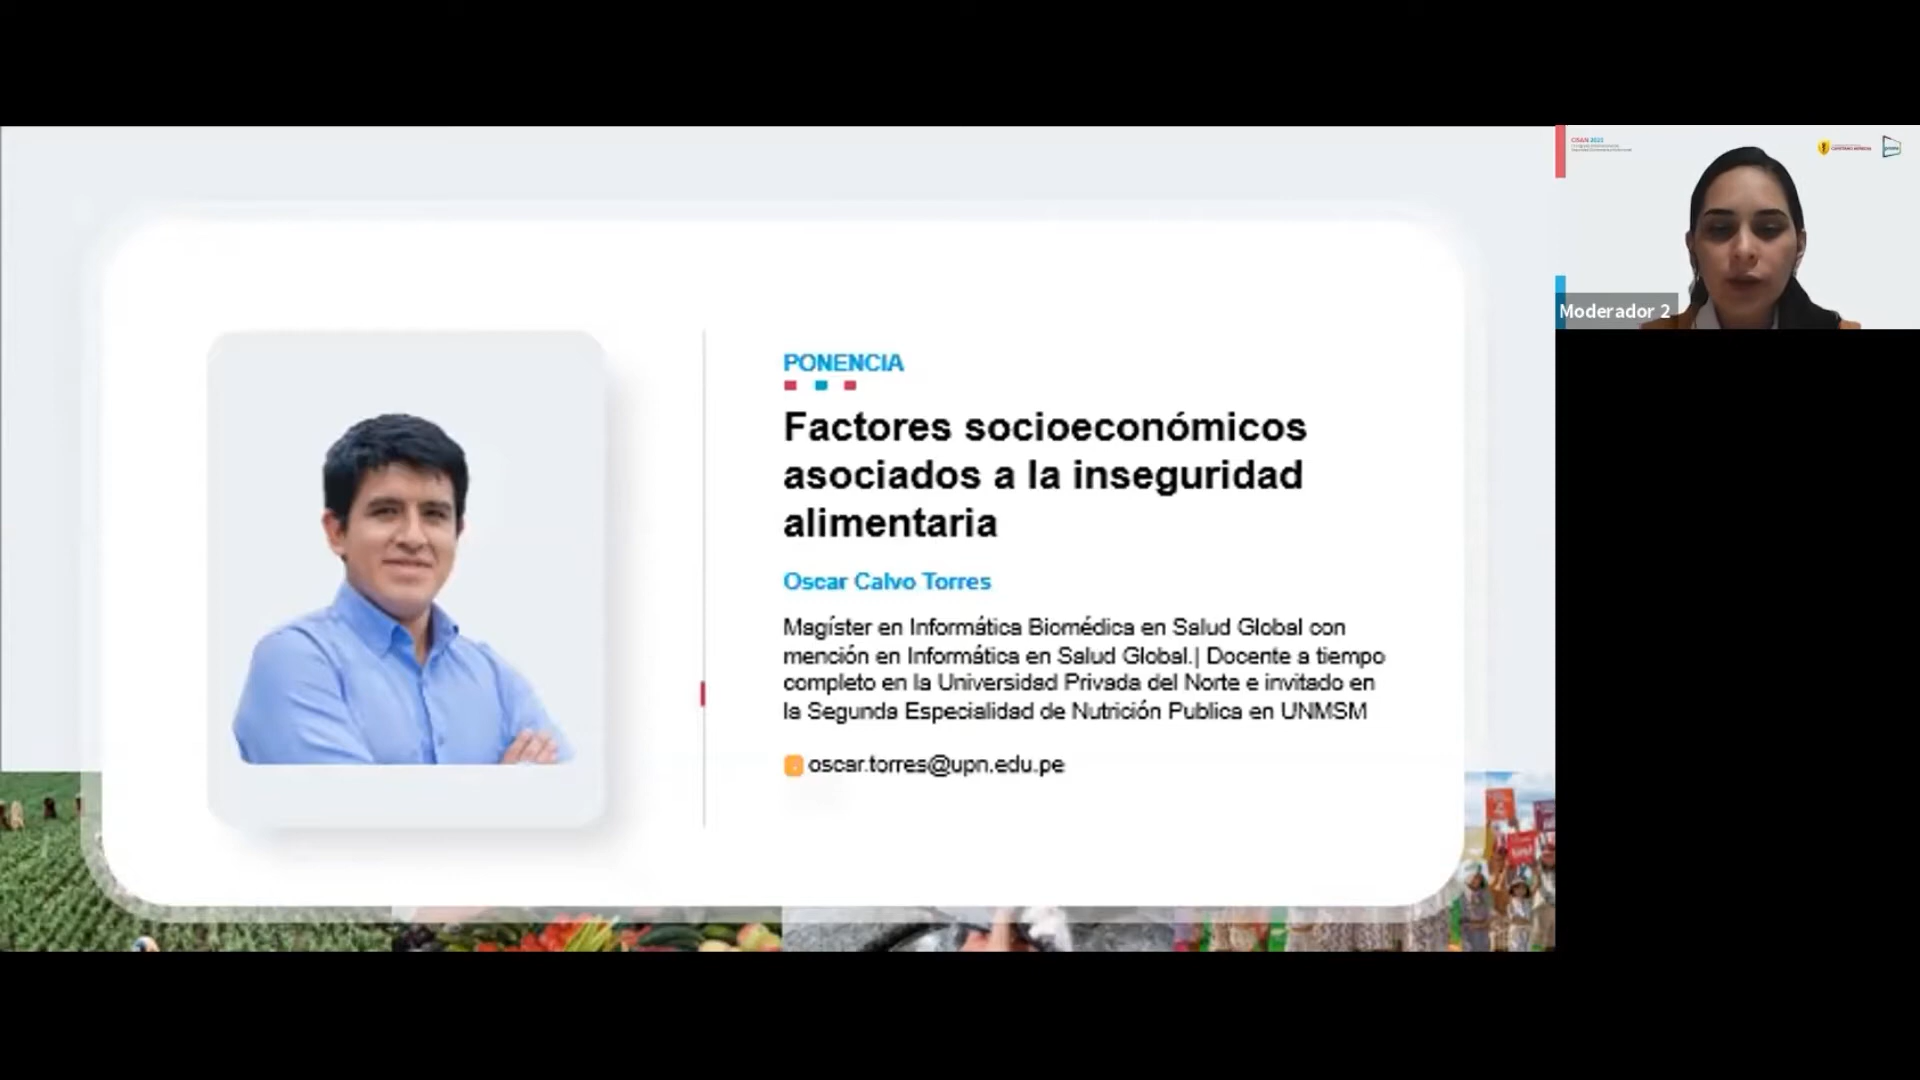 PONENCIA
Factores socioeconómicos
asociados a la inseguridad
alimentaria
Oscar Calvo Torres
Magíster en Informática Biomédica en Salud Global con
mención en Informática en Salud Global.| Docente a tiempo
completo en la Universidad Privada del Norte e invitado en
la Segunda Especialidad de Nutrición Publica en UNMSM
oscar.torres@upn.edu.pe
CAYETANO HEREDIA
Moderador 2